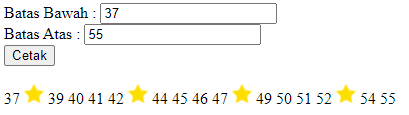 Batas Bawah : 37
Batas Atas : 55
Cetak
37 39 40 41 42 44 45 46 47 49 50 51 52 54 55